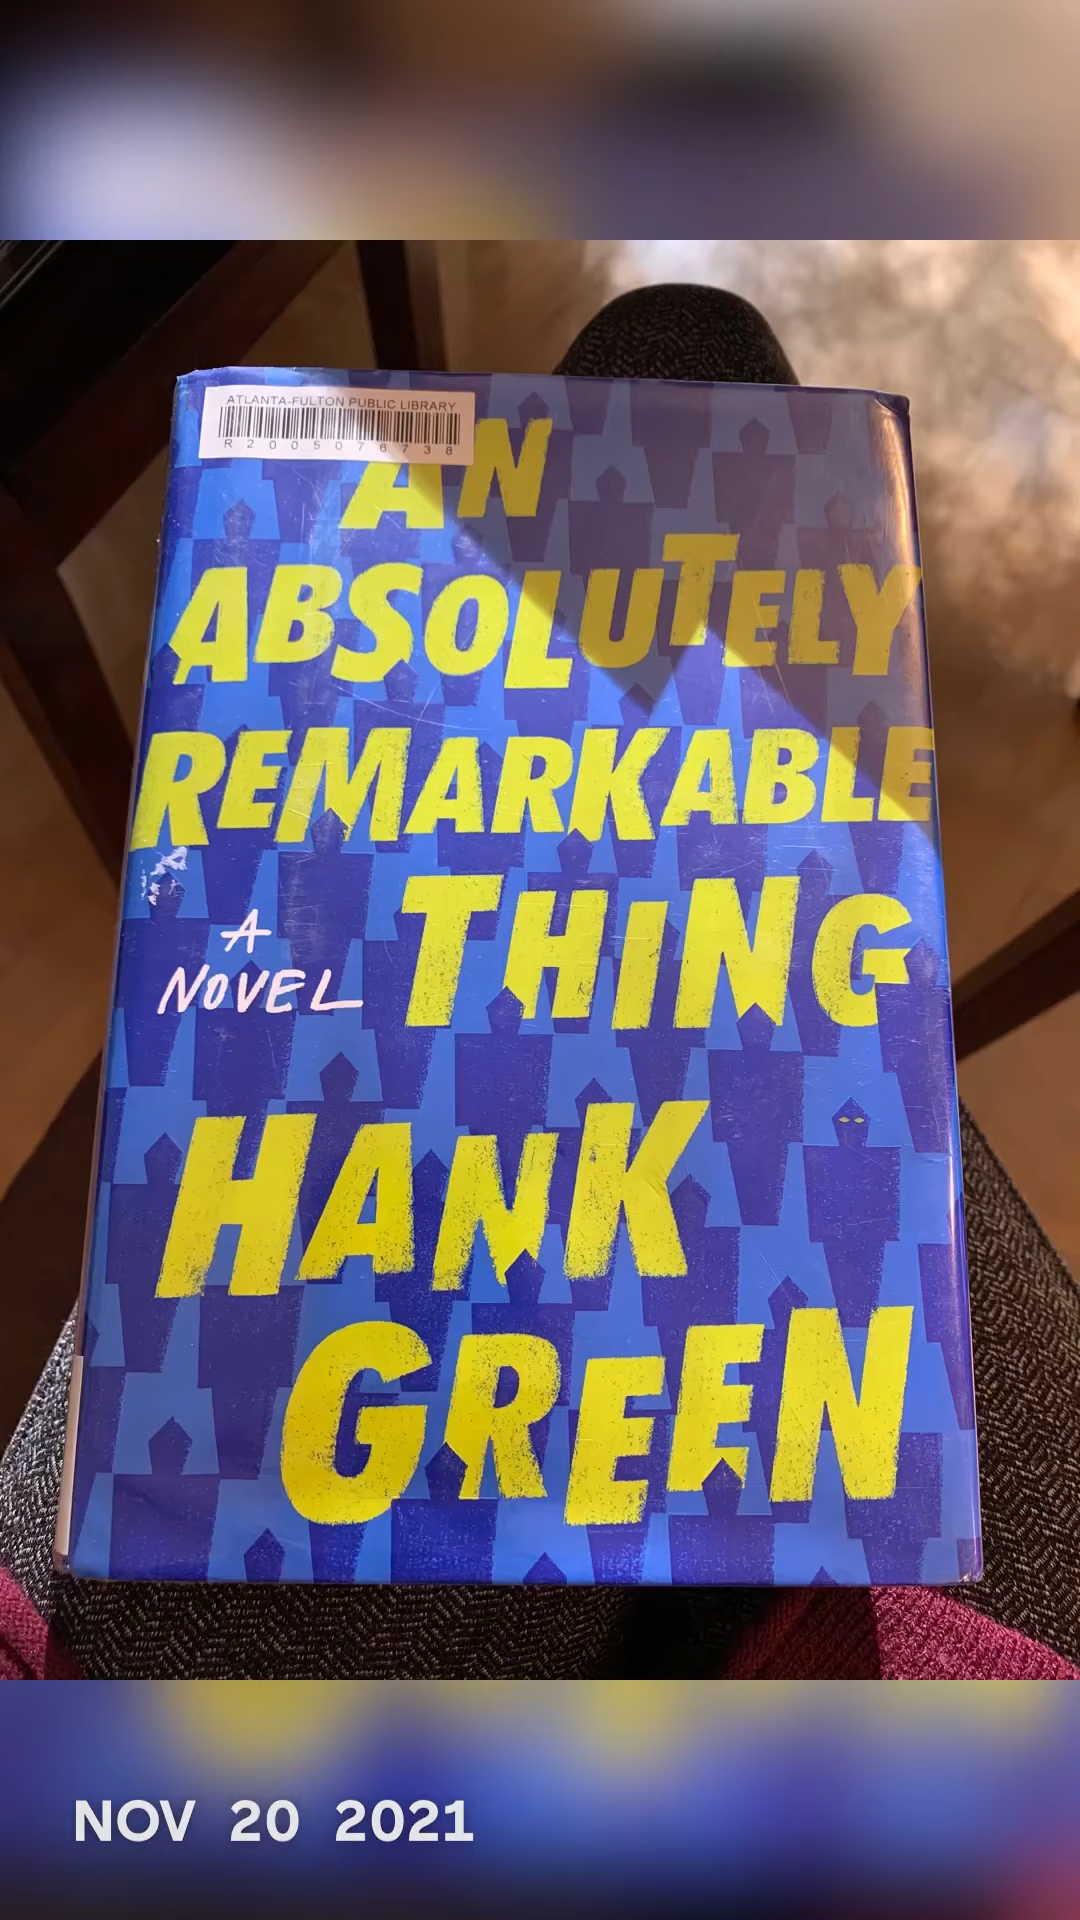 ATLANTA-FULTON PUBLIC LIBRARY
R2005076738
AN
ABSOLUTELY
REMARKABLE
THING
A
NOVEL
HANK
GREEN
NOV 20 2021